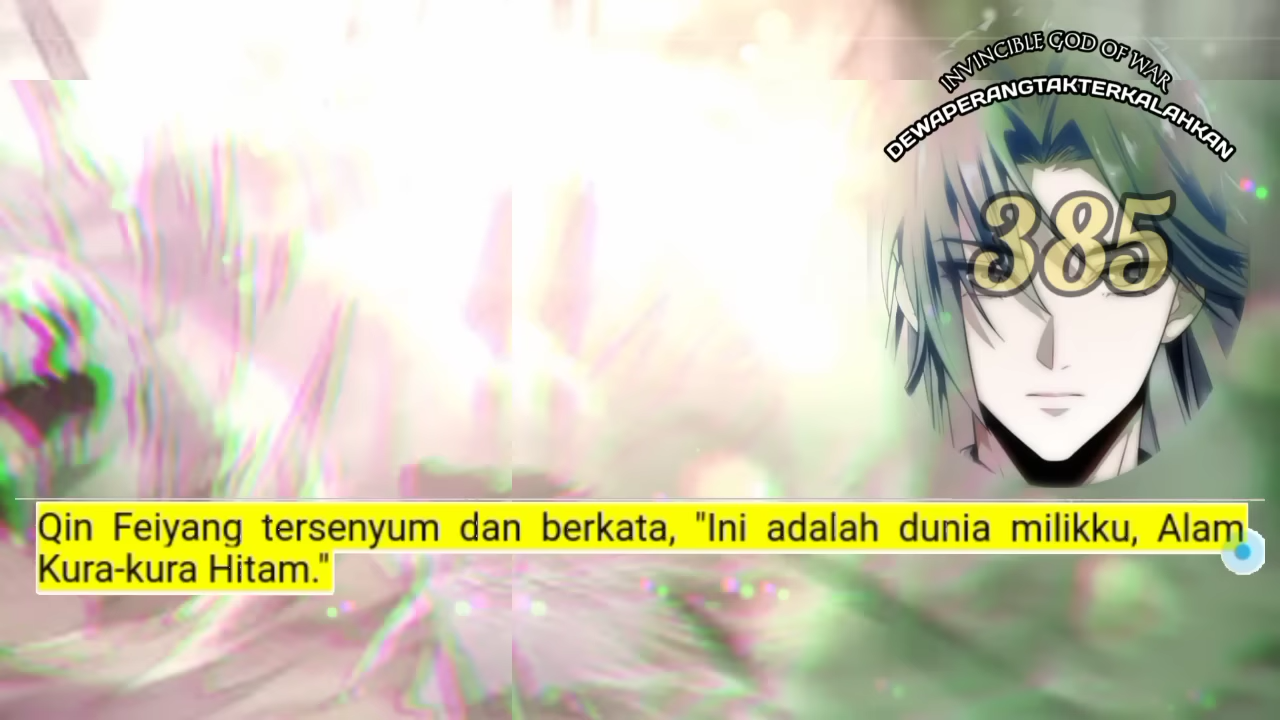 INVINCIBLE GOD OF WAR
DEWAPERANGTAKTERKALAHKAN
385
Qin Feiyang tersenyum dan berkata, "Ini adalah dunia milikku, Alam
Kura-kura Hitam."